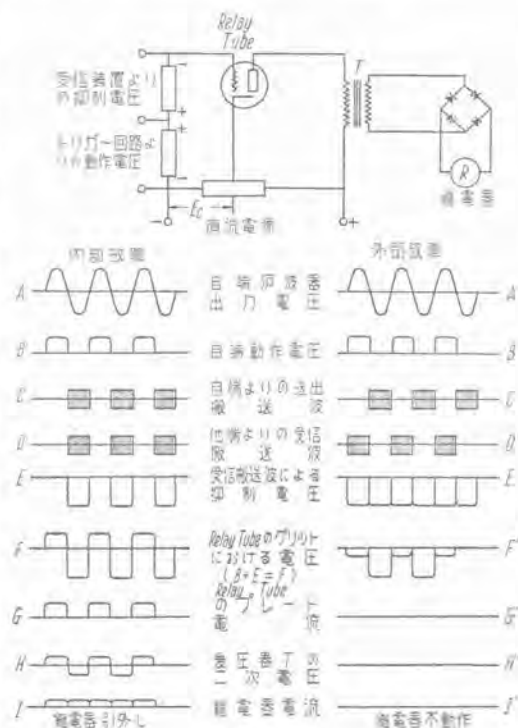 Relay
Tube
T
受信装置より
の抑制電圧
トリガー回路よ
りの動作電圧
R
継電器
Ec
直流電源
− +
内部故障 外部故障
A 自端濾波器 A'
出力電圧
B 自端動作電圧 B'
C 自端よりの送出 C'
搬送波
D 他端よりの受信 D'
搬送波
E 受信搬送波による E'
抑制電圧
F Relay Tubeのグリット F'
における電圧
(B+E=F)
G Relay Tube G'
のプレート
電流
H 変圧器Tの H'
二次電圧
I 継電器電流 I'
継電器引外し 継電器不動作